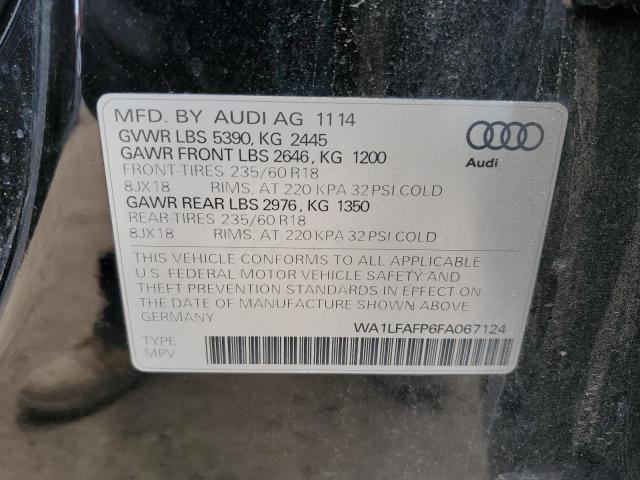 MFD. BY AUDI AG 11 14
GVWR LBS 5390, KG 2445
GAWR FRONT LBS 2646, KG 1200
FRONT-TIRES 235/60 R18
8JX18 RIMS, AT 220 KPA 32 PSI COLD
GAWR REAR LBS 2976, KG 1350
REAR-TIRES 235/60 R18
8JX18 RIMS, AT 220 KPA 32 PSI COLD
Audi
THIS VEHICLE CONFORMS TO ALL APPLICABLE
U.S. FEDERAL MOTOR VEHICLE SAFETY AND
THEFT PREVENTION STANDARDS IN EFFECT ON
THE DATE OF MANUFACTURE SHOWN ABOVE.
GERMANY
WA1LFAFP6FA067124
TYPE
MPV